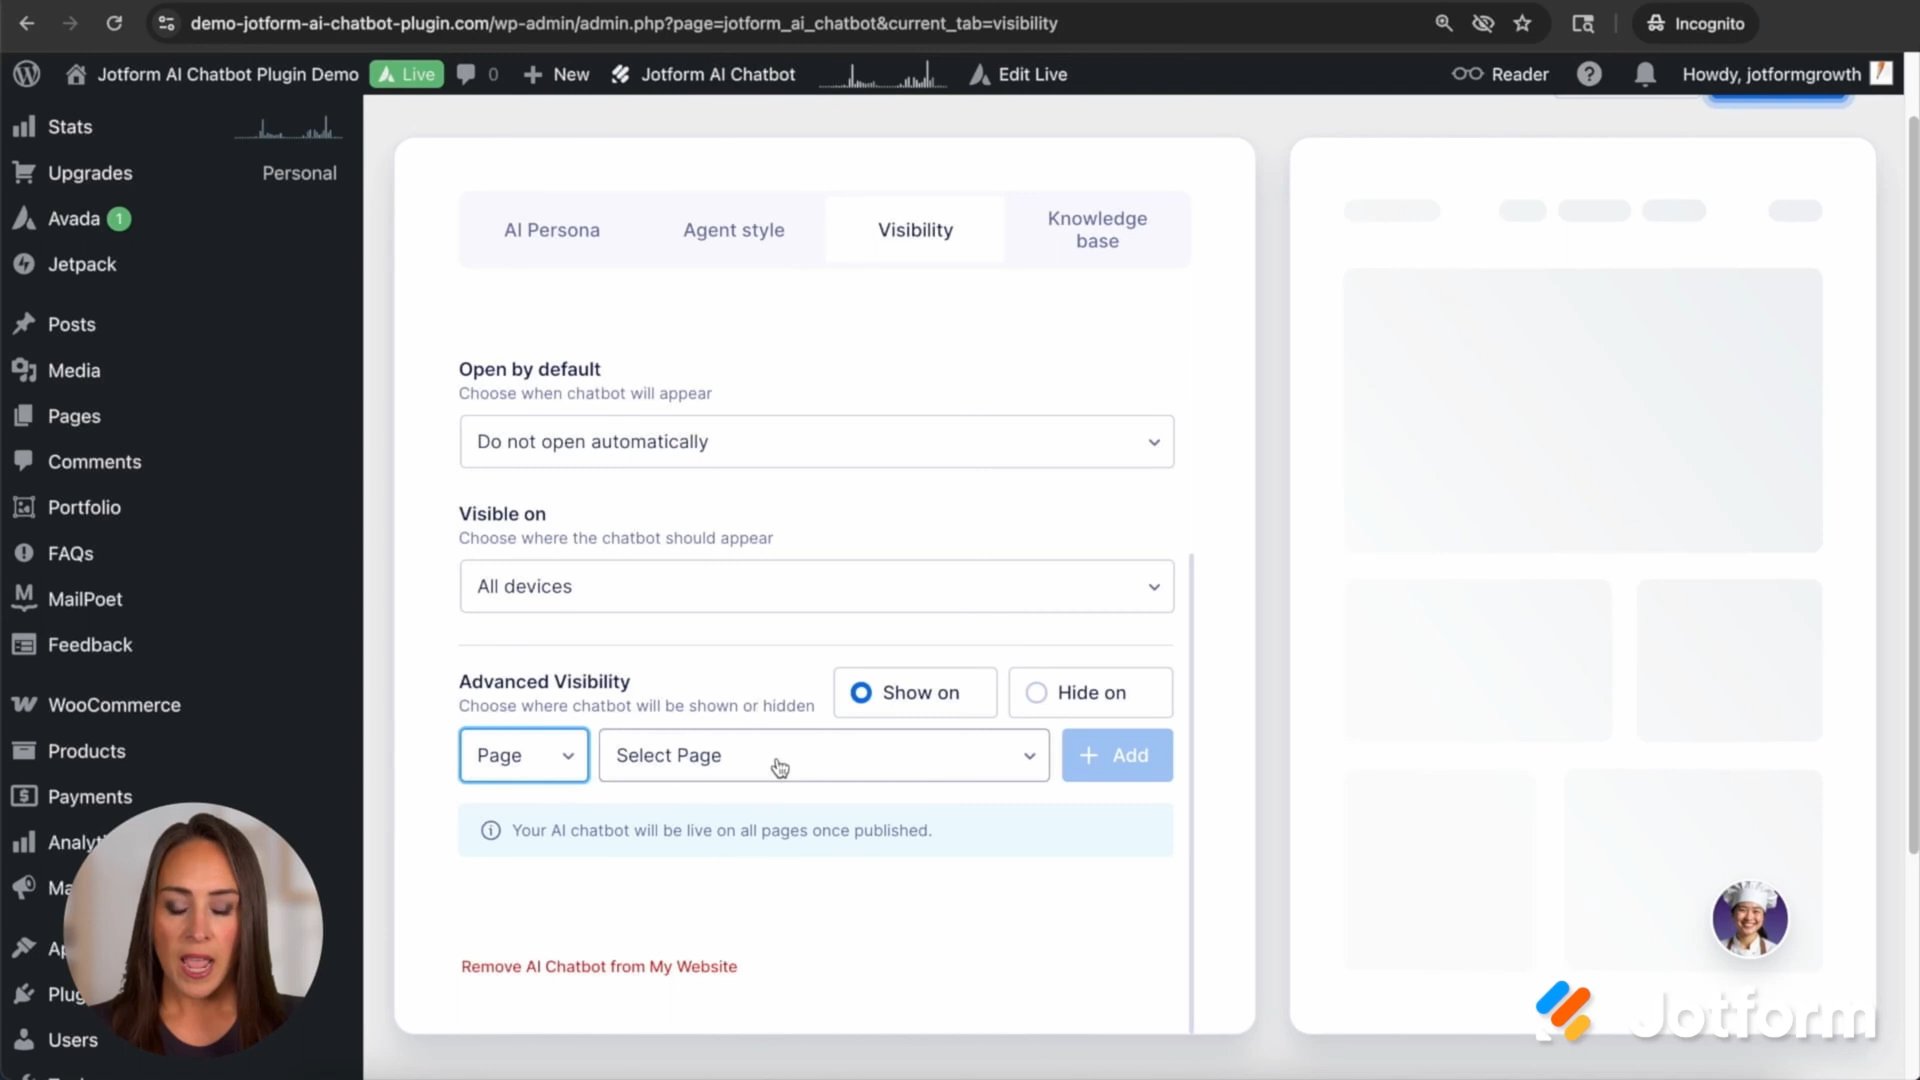 demo-jotform-ai-chatbot-plugin.com/wp-admin/admin.php?page=jotform_ai_chatbot&current_tab=visibility
Incognito
Jotform AI Chatbot Plugin Demo
Live
0
New
Jotform AI Chatbot
Edit Live
Reader
Howdy, jotformgrowth
Stats
Upgrades
Personal
Avada 1
Jetpack
Posts
Media
Pages
Comments
Portfolio
FAQs
MailPoet
Feedback
WooCommerce
Products
Payments
Analyti
Ma
Ap
Plug
Users
AI Persona
Agent style
Visibility
Knowledge
base
Open by default
Choose when chatbot will appear
Do not open automatically
Visible on
Choose where the chatbot should appear
All devices
Advanced Visibility
Choose where chatbot will be shown or hidden
Show on
Hide on
Page
Select Page
+ Add
Your AI chatbot will be live on all pages once published.
Remove AI Chatbot from My Website
Jotform